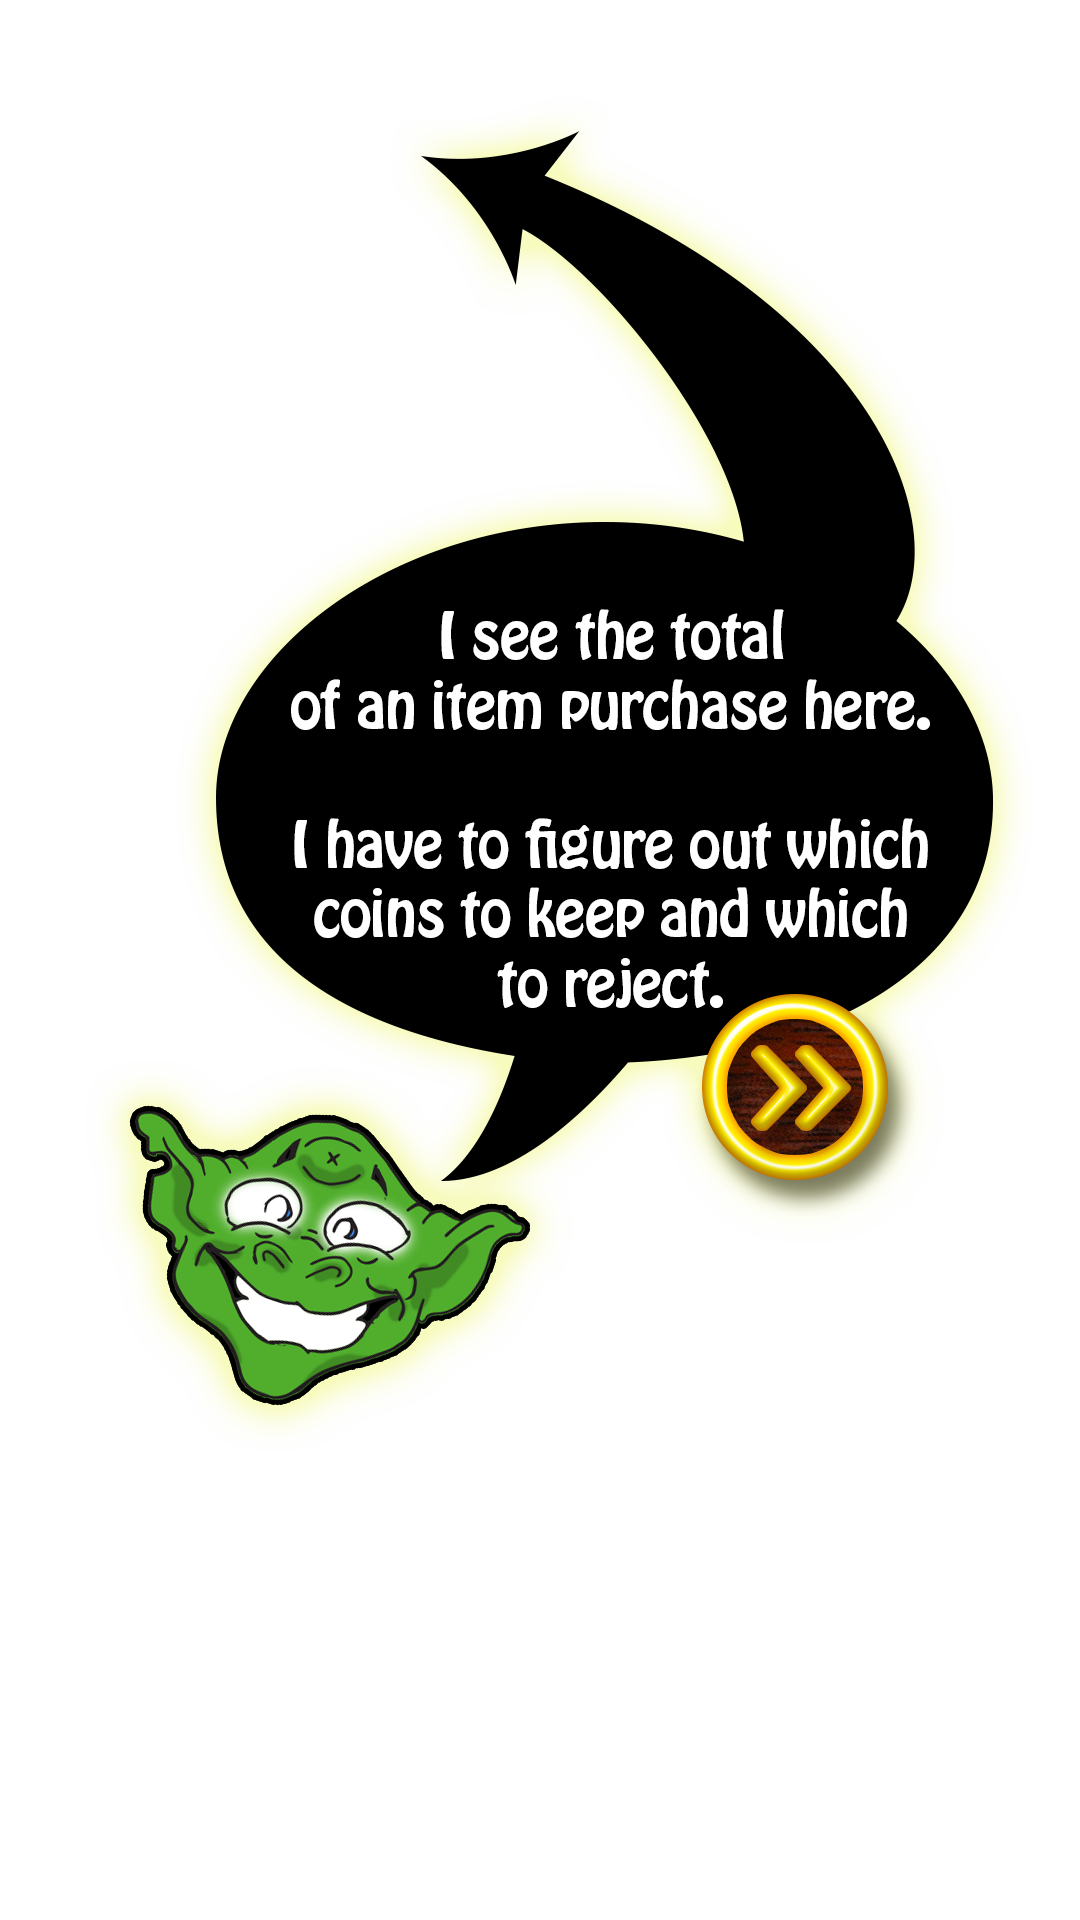 I see the total
of an item purchase here.
I have to figure out which
coins to keep and which
to reject.